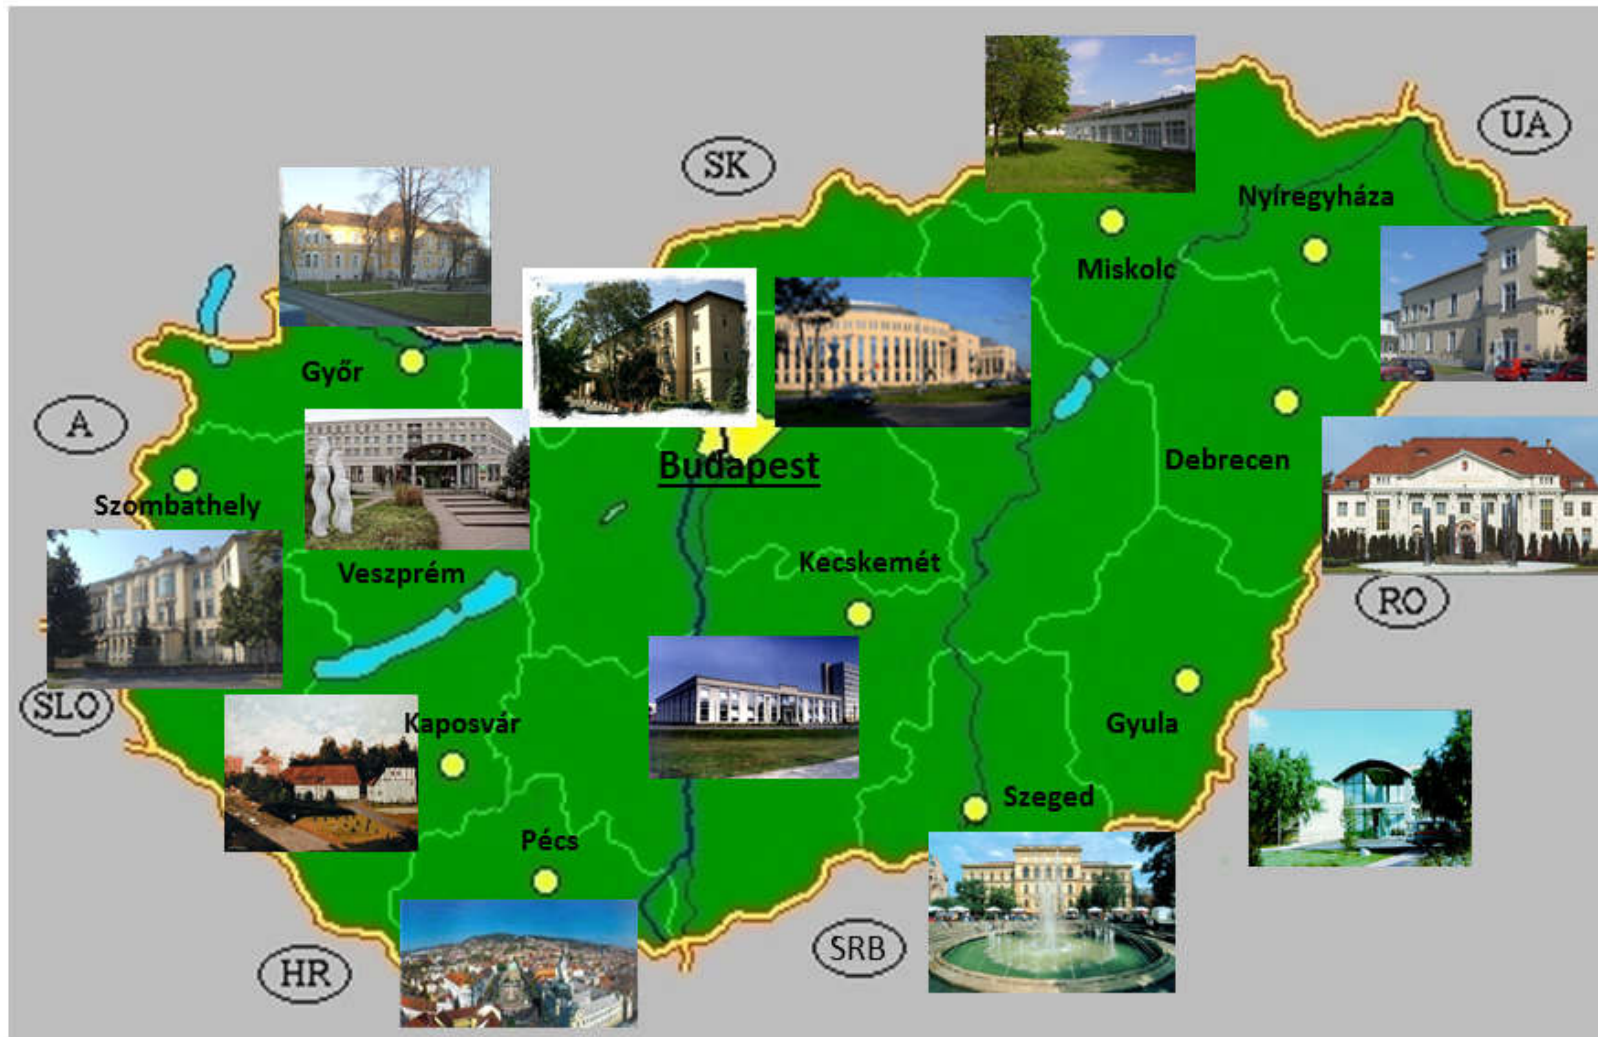 UA
SK
Nyíregyháza
Miskolc
Győr
A
Budapest
Debrecen
Szombathely
Veszprém
Kecskemét
RO
SLO
Kaposvár
Gyula
Szeged
Pécs
SRB
HR